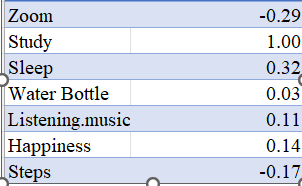 Zoom -0.29
Study 1.00
Sleep 0.32
Water Bottle 0.03
Listening.music 0.11
Happiness 0.14
Steps -0.17